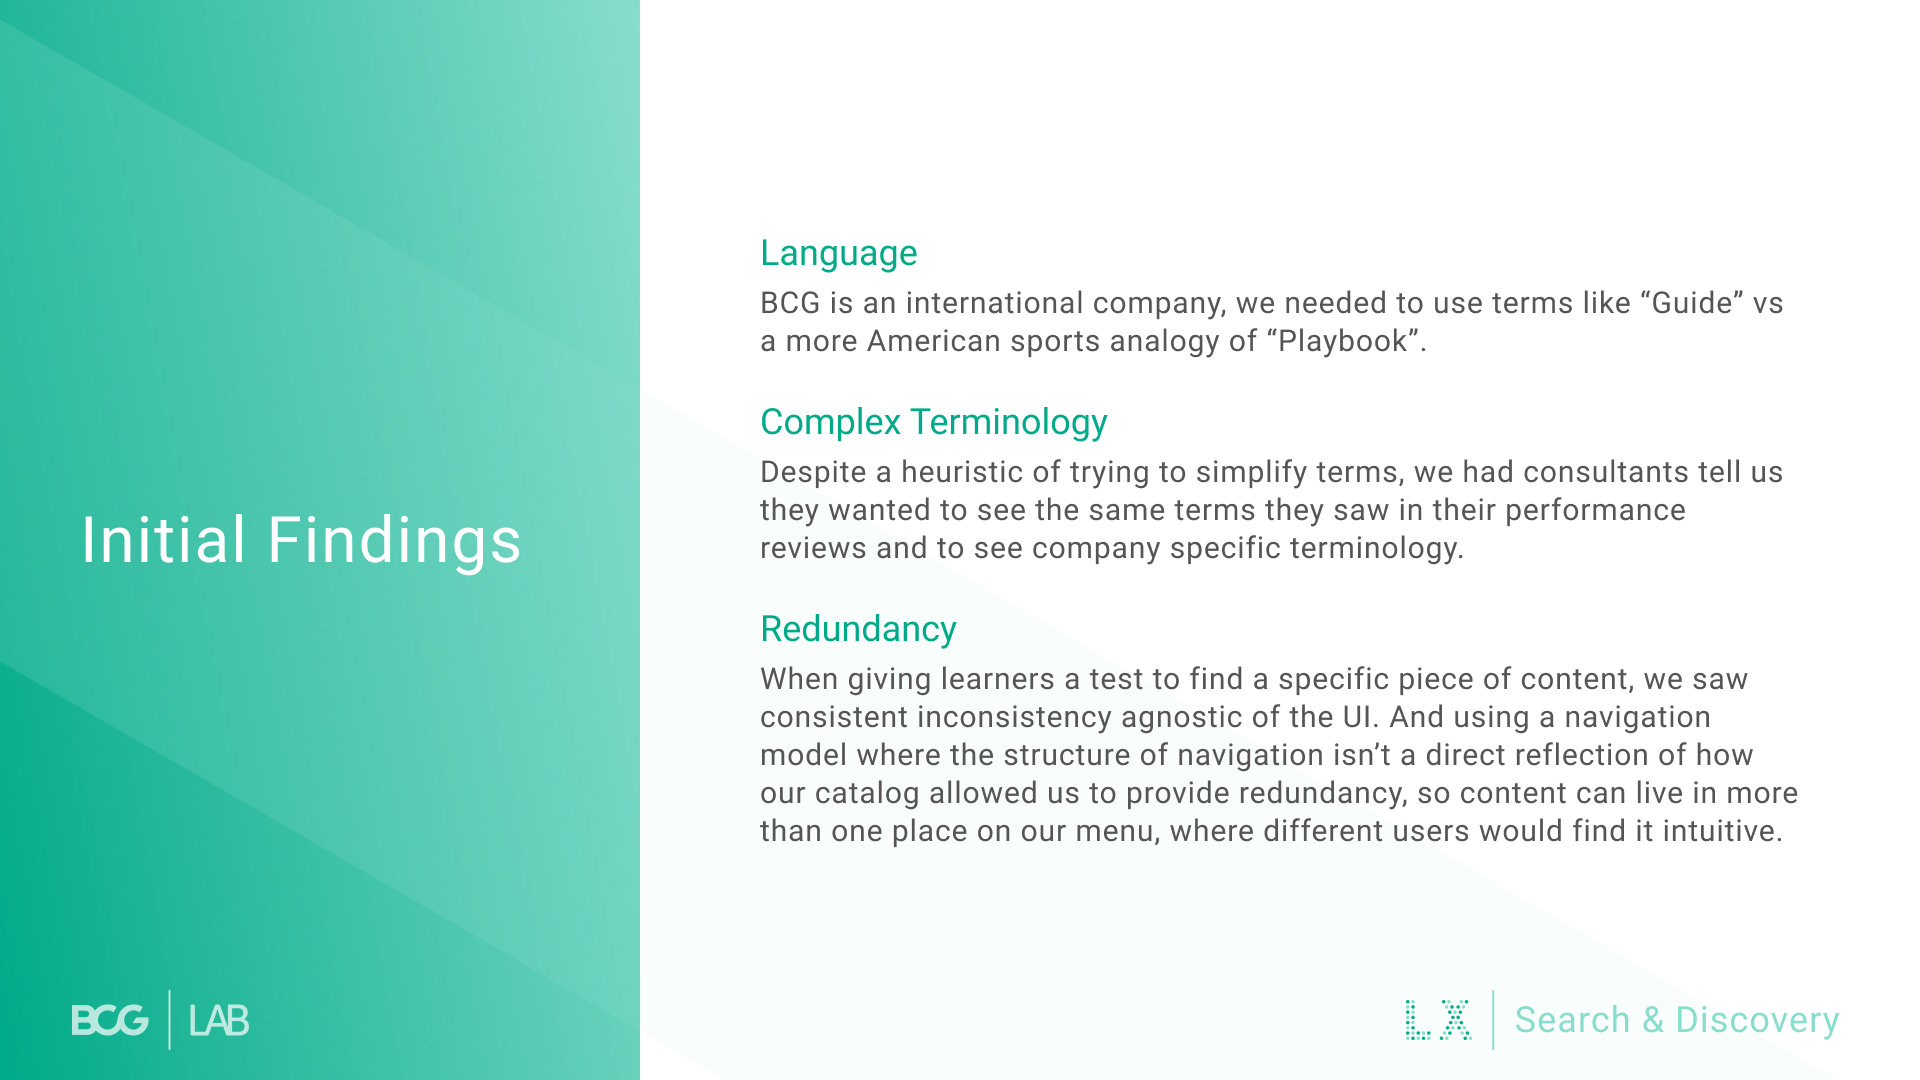 Initial Findings
Language
BCG is an international company, we needed to use terms like “Guide” vs
a more American sports analogy of “Playbook”.
Complex Terminology
Despite a heuristic of trying to simplify terms, we had consultants tell us
they wanted to see the same terms they saw in their performance
reviews and to see company specific terminology.
Redundancy
When giving learners a test to find a specific piece of content, we saw
consistent inconsistency agnostic of the UI. And using a navigation
model where the structure of navigation isn’t a direct reflection of how
our catalog allowed us to provide redundancy, so content can live in more
than one place on our menu, where different users would find it intuitive.
BCG | LAB
LX | Search & Discovery